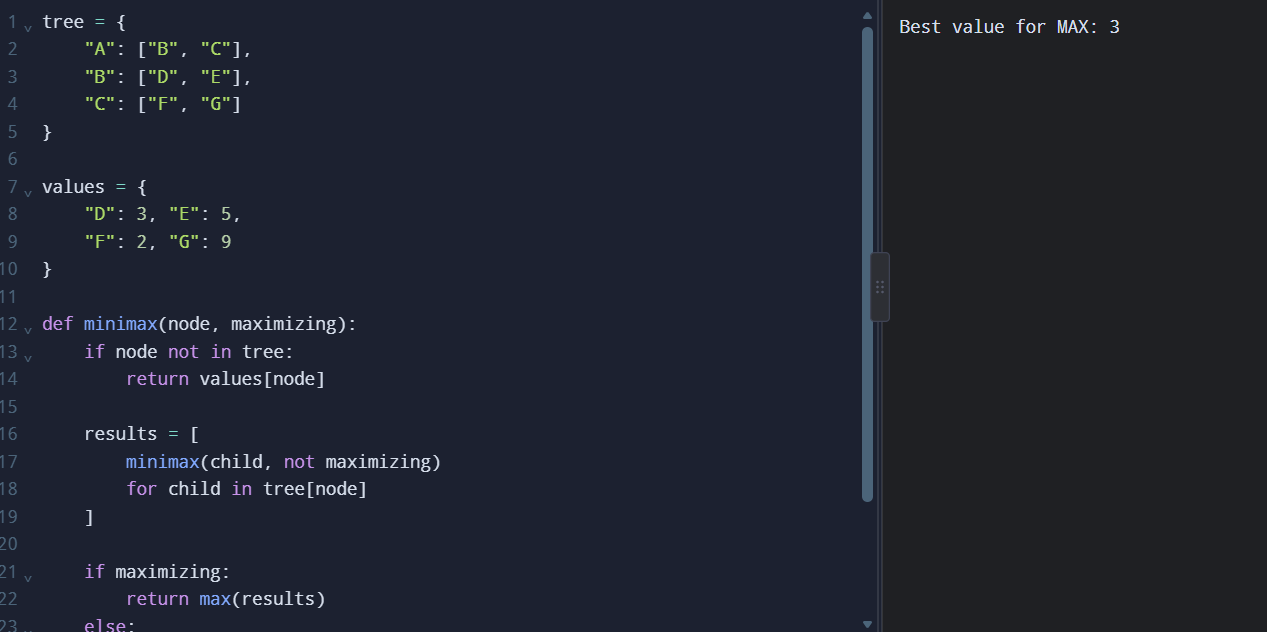 1 tree = {
2     "A": ["B", "C"],
3     "B": ["D", "E"],
4     "C": ["F", "G"]
5 }
6
7 values = {
8     "D": 3, "E": 5,
9     "F": 2, "G": 9
10 }
11
12 def minimax(node, maximizing):
13     if node not in tree:
14         return values[node]
15
16     results = [
17         minimax(child, not maximizing)
18         for child in tree[node]
19     ]
20
21     if maximizing:
22         return max(results)
23     else:
Best value for MAX: 3